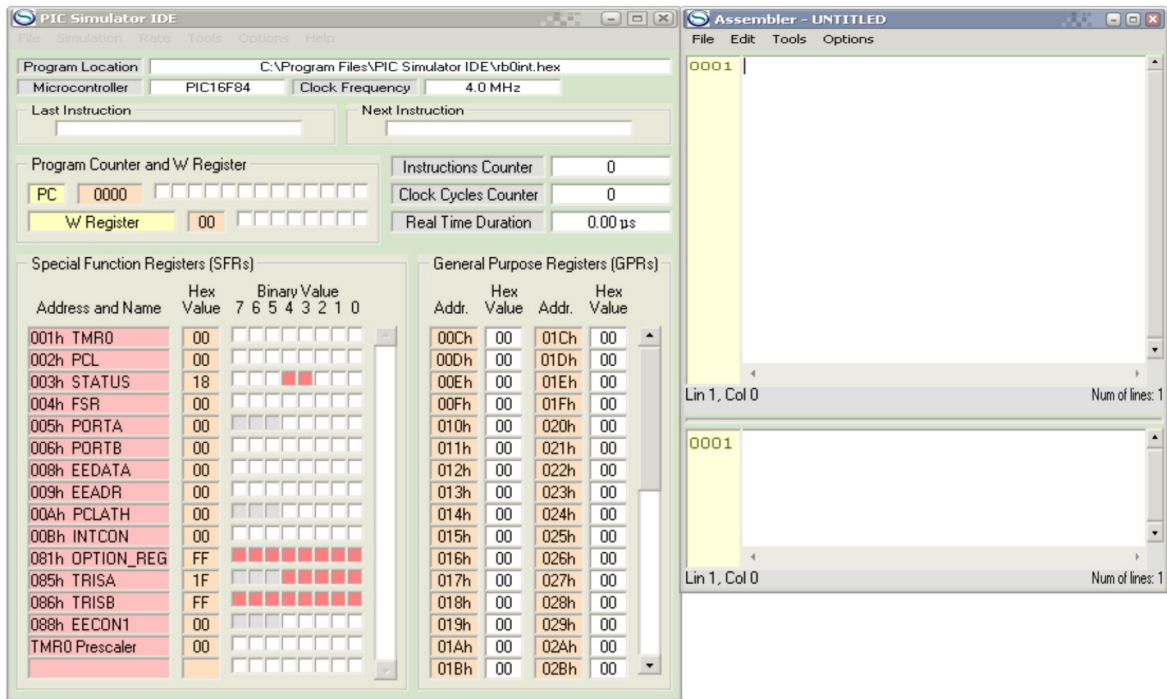 PIC Simulator IDE
File Simulation Rate Tools Options Help
Program Location C:\Program Files\PIC Simulator IDE\rb0int.hex
Microcontroller PIC16F84 Clock Frequency 4.0 MHz
Last Instruction Next Instruction
Program Counter and W Register
PC 0000
W Register 00
Instructions Counter 0
Clock Cycles Counter 0
Real Time Duration 0.00 µs
Special Function Registers (SFRs)
Hex Binary Value
Address and Name Value 7 6 5 4 3 2 1 0
001h TMR0 00
002h PCL 00
003h STATUS 18
004h FSR 00
005h PORTA 00
006h PORTB 00
008h EEDATA 00
009h EEADR 00
00Ah PCLATH 00
00Bh INTCON 00
081h OPTION_REG FF
085h TRISA 1F
086h TRISB FF
088h EECON1 00
TMR0 Prescaler 00
General Purpose Registers (GPRs)
Hex Hex
Addr. Value Addr. Value
00Ch 00 01Ch 00
00Dh 00 01Dh 00
00Eh 00 01Eh 00
00Fh 00 01Fh 00
010h 00 020h 00
011h 00 021h 00
012h 00 022h 00
013h 00 023h 00
014h 00 024h 00
015h 00 025h 00
016h 00 026h 00
017h 00 027h 00
018h 00 028h 00
019h 00 029h 00
01Ah 00 02Ah 00
01Bh 00 02Bh 00
Assembler - UNTITLED
File Edit Tools Options
0001
Lin 1, Col 0 Num of lines: 1
0001
Lin 1, Col 0 Num of lines: 1